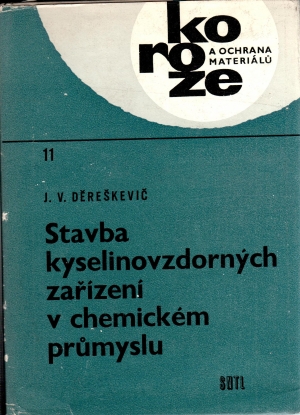 ko
ro
ze
A OCHRANA
MATERIÁLŮ
11
J. V. DĚREŠKEVIČ
Stavba
kyselinovzdorných
zařízení
v chemickém
průmyslu
SNTL